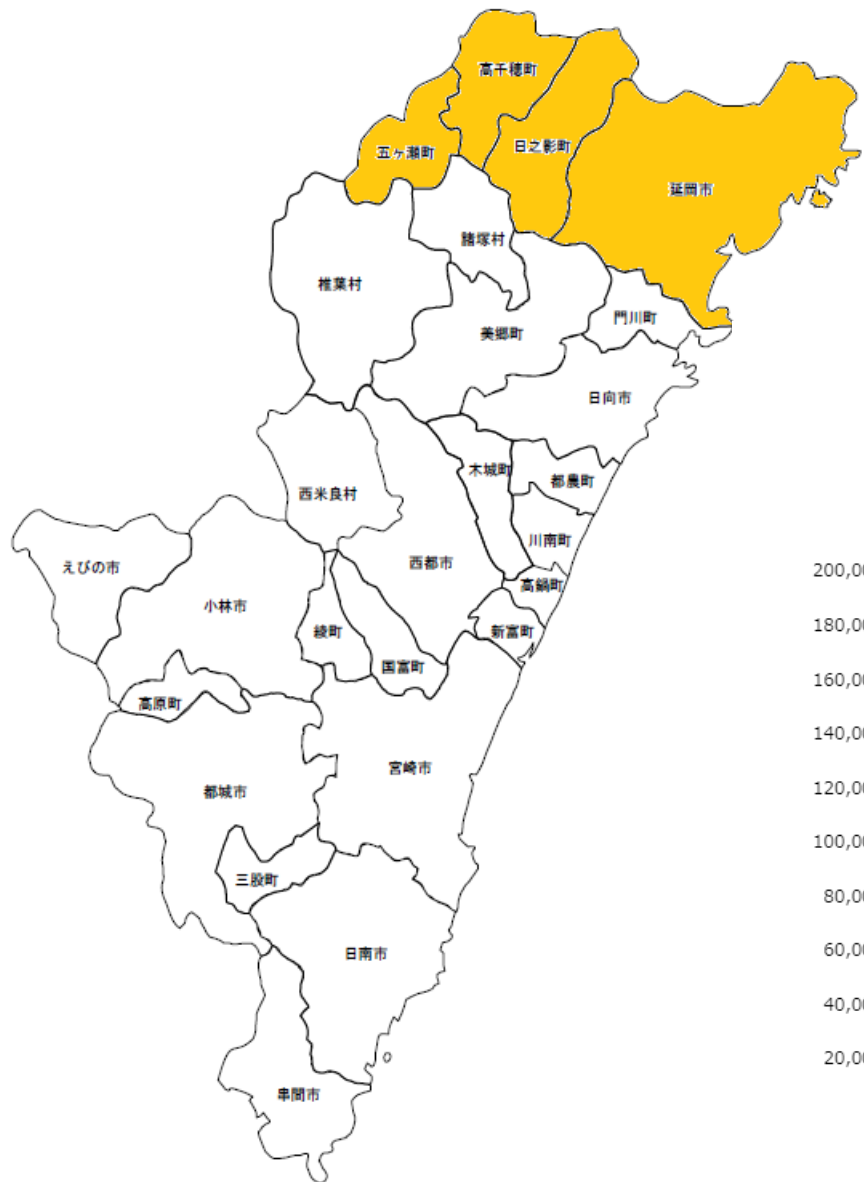 高千穂町
五ヶ瀬町
日之影町
延岡市
諸塚村
椎葉村
美郷町
門川町
日向市
木城町
都農町
西米良村
川南町
えびの市
西都市
高鍋町
小林市
綾町
新富町
国富町
高原町
宮崎市
都城市
三股町
日南市
串間市
200,00
180,00
160,00
140,00
120,00
100,00
80,00
60,00
40,00
20,00